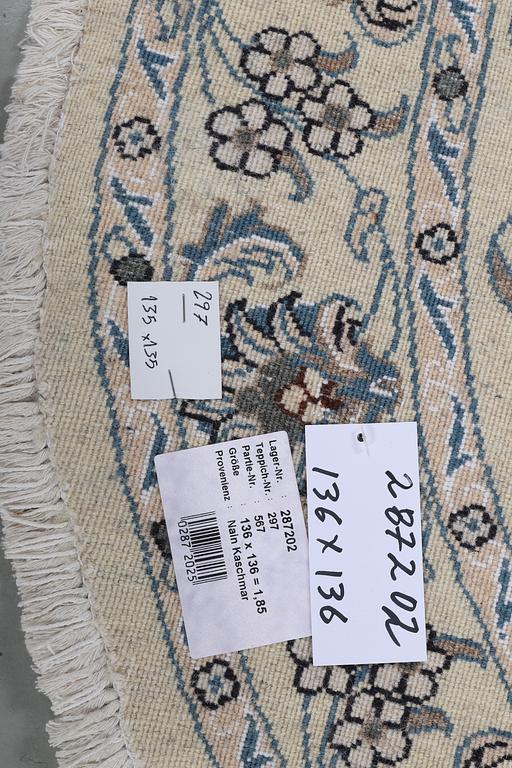 297
135 x 135
Lager-Nr. : 287202
Teppich-Nr. : 297
Partie-Nr. : 567
Größe : 136 x 136 = 1,85
Provenienz : Nain Kaschmar
0287 2025
287202
136 x 136